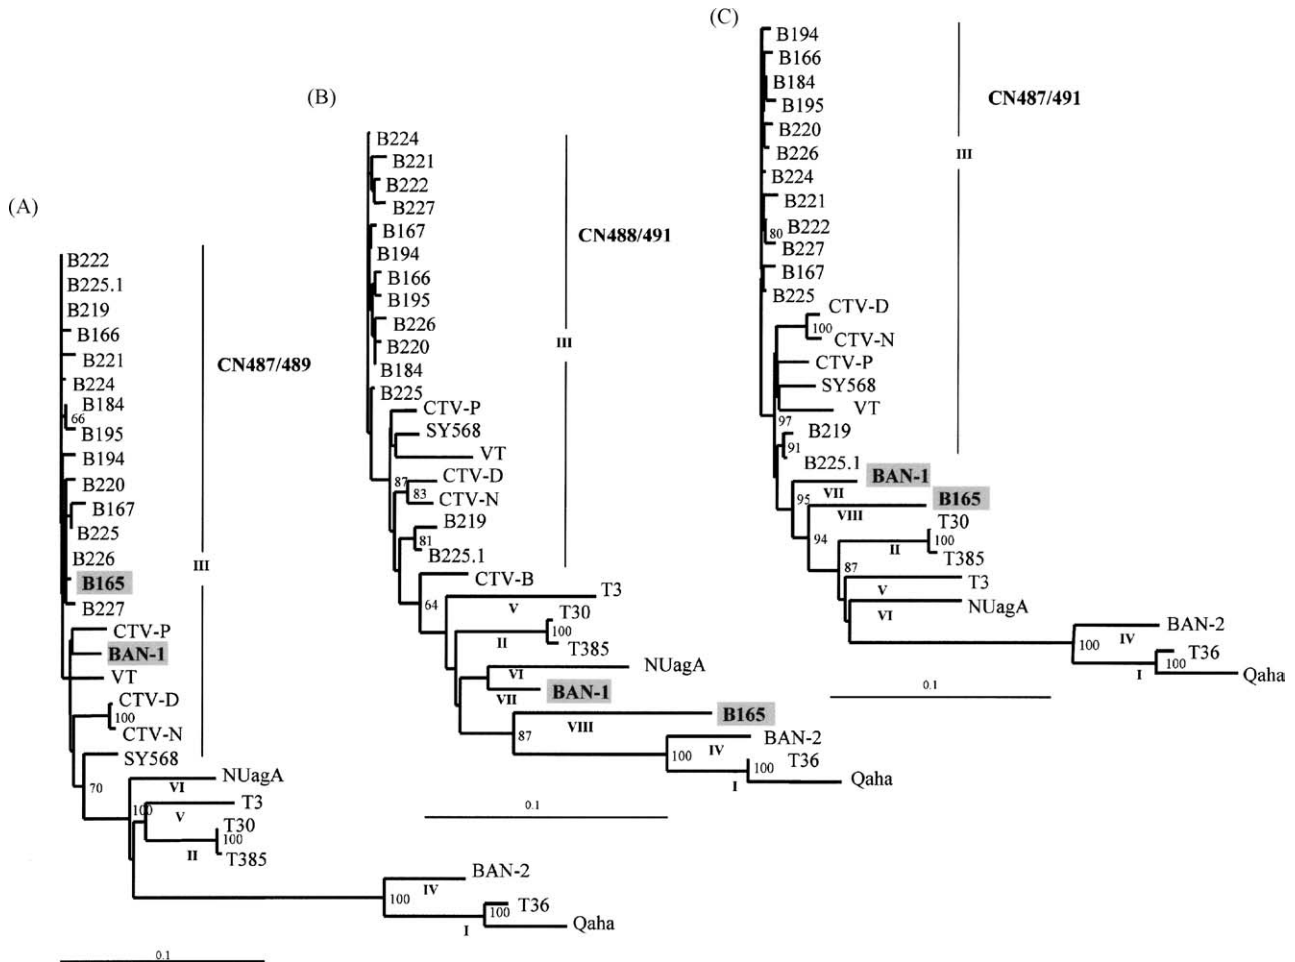 (A)
B222
B225.1
B219
B166
B221
B224
B184
66
B195
B194
B220
B167
B225
B226
B165
B227
CTV-P
BAN-1
VT
CTV-D
100
CTV-N
SY568
70
NUagA
VI
100
T3
V
T30
100
II
T385
BAN-2
IV
100
T36
100
I
Qaha
0.1
CN487/489
III
(B)
B224
B221
B222
B227
B167
B194
B166
B195
B226
B220
B184
B225
CTV-P
SY568
VT
87
CTV-D
83
CTV-N
B219
81
B225.1
CTV-B
64
T3
V
T30
100
II
T385
NUagA
VI
BAN-1
VII
B165
VIII
87
BAN-2
IV
100
T36
100
I
Qaha
0.1
CN488/491
III
(C)
B194
B166
B184
B195
B220
B226
B224
B221
B222
80
B227
B167
B225
CTV-D
100
CTV-N
CTV-P
SY568
VT
97
B219
91
B225.1
BAN-1
VII
95
B165
VIII
T30
94
100
II
T385
87
T3
V
NUagA
VI
BAN-2
IV
100
T36
100
I
Qaha
0.1
CN487/491
III